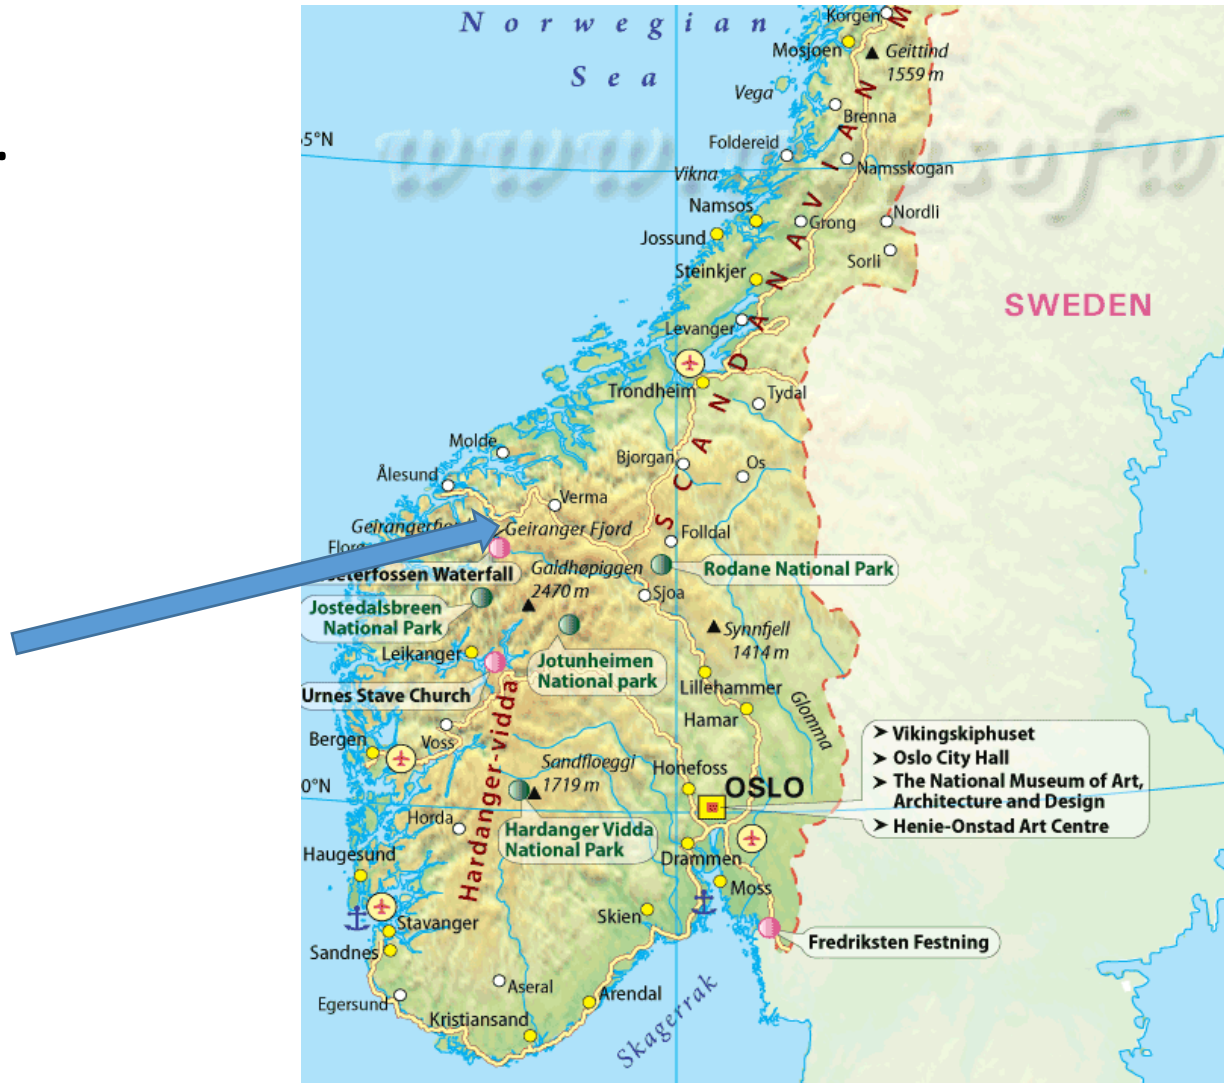 Norwegian
Sea
Korgen
Mosjoen
Geittind
1559 m
Vega
Brenna
5°N
Foldereid
Namsskogan
Vikna
Namsos
Grong
Nordli
Jossund
Sorli
Steinkjer
SWEDEN
Levanger
SCANDANAVIAN M
Trondheim
Tydal
Molde
Bjorgan
Os
Ålesund
Verma
Geiranger Fjord
Folldal
Waterfall
Galdhøpiggen
2470 m
Rodane National Park
Sjoa
Jostedalsbreen
National Park
Synnfjell
1414 m
Leikanger
Jotunheimen
National park
Urnes Stave Church
Lillehammer
Hamar
Glomma
Hardanger-vidda
Bergen
Voss
Sandfloeggi
1719 m
Honefoss
0°N
OSLO
➤ Vikingskiphuset
➤ Oslo City Hall
➤ The National Museum of Art,
Architecture and Design
➤ Henie-Onstad Art Centre
Horda
Hardanger Vidda
National Park
Drammen
Haugesund
Moss
Skien
Stavanger
Sandnes
Fredriksten Festning
Aseral
Arendal
Egersund
Kristiansand
Skagerrak